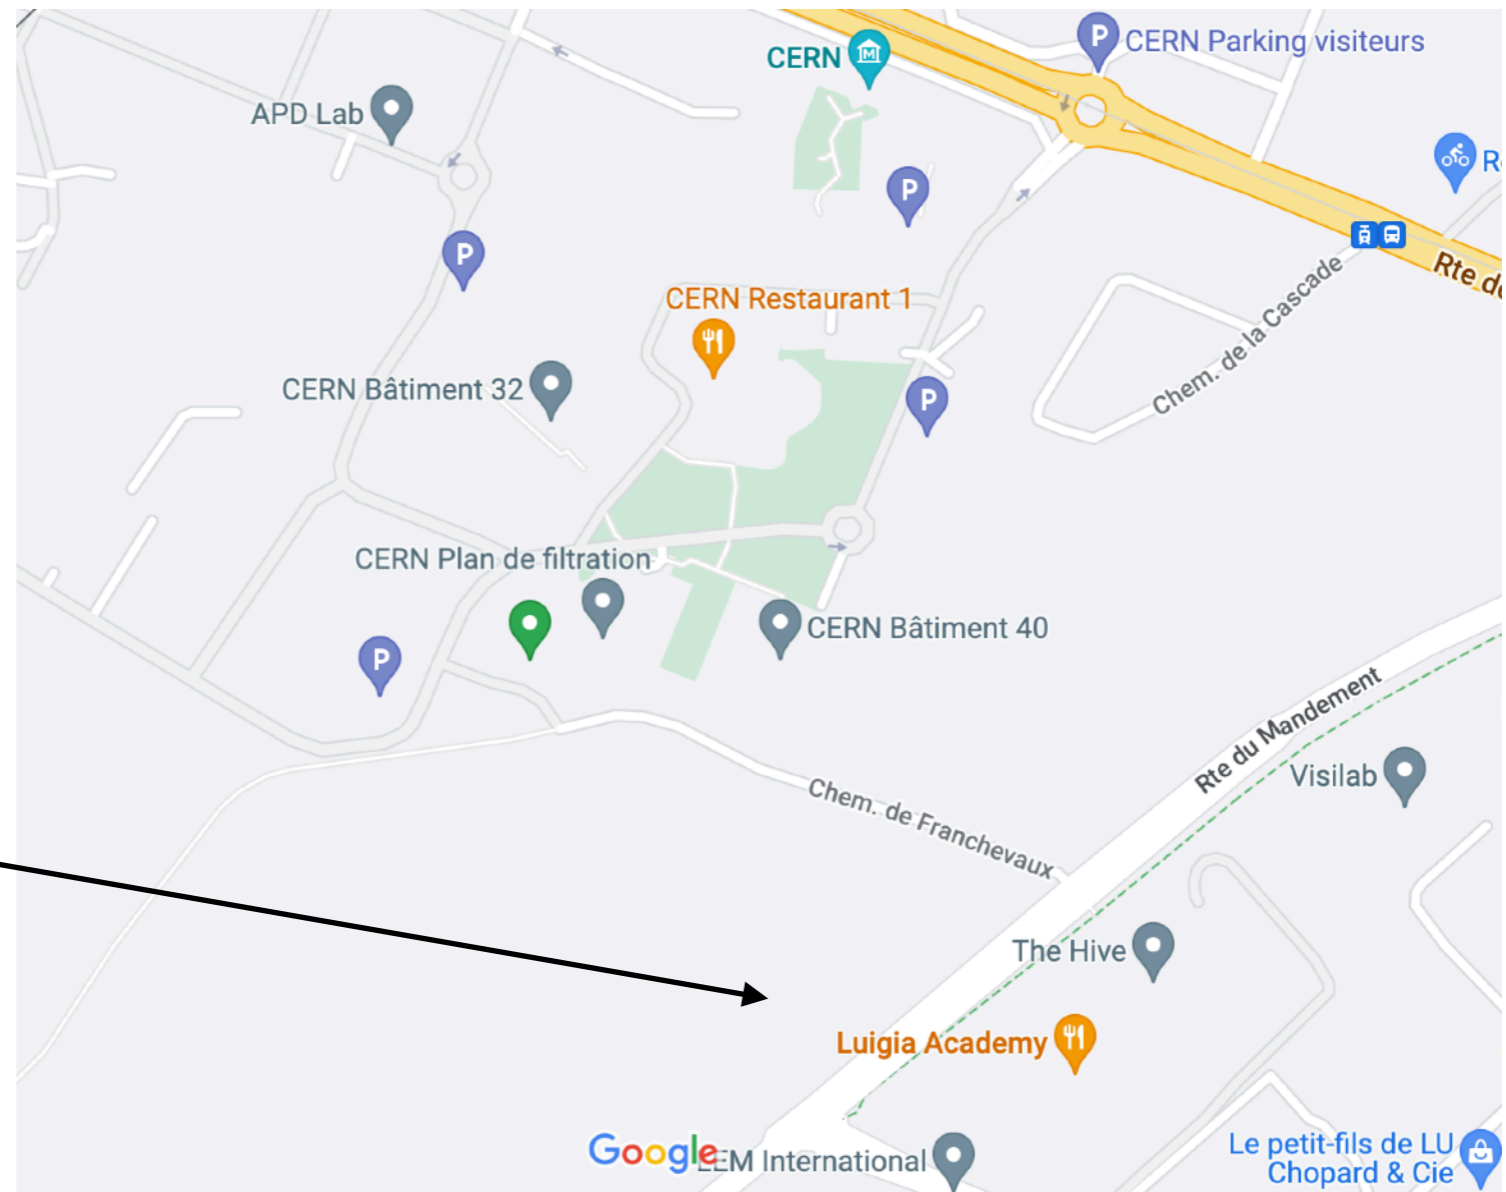 CERN
P
CERN Parking visiteurs
APD Lab
P
P
Rte de
CERN Restaurant 1
Chem. de la Cascade
CERN Bâtiment 32
P
CERN Plan de filtration
CERN Bâtiment 40
P
Rte du Mandement
Visilab
Chem. de Franchevaux
The Hive
Luigia Academy
Google
LEM International
Le petit-fils de LU
Chopard & Cie